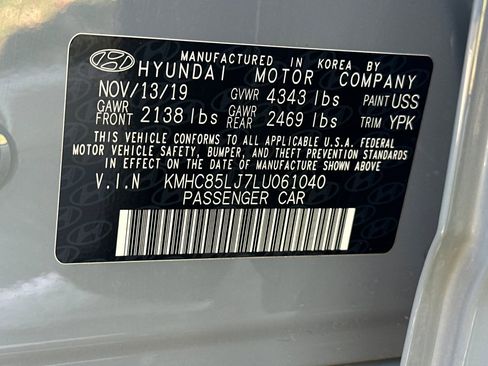 MANUFACTURED IN KOREA BY
HYUNDAI MOTOR COMPANY
NOV/13/19 GVWR 4343 lbs PAINT USS
GAWR FRONT 2138 lbs GAWR REAR 2469 lbs TRIM YPK
THIS VEHICLE CONFORMS TO ALL APPLICABLE U.S.A. FEDERAL
MOTOR VEHICLE SAFETY, BUMPER, AND THEFT PREVENTION STANDARDS
IN EFFECT ON THE DATE OF MANUFACTURE SHOWN ABOVE
V.I.N KMHC85LJ7LU061040
PASSENGER CAR